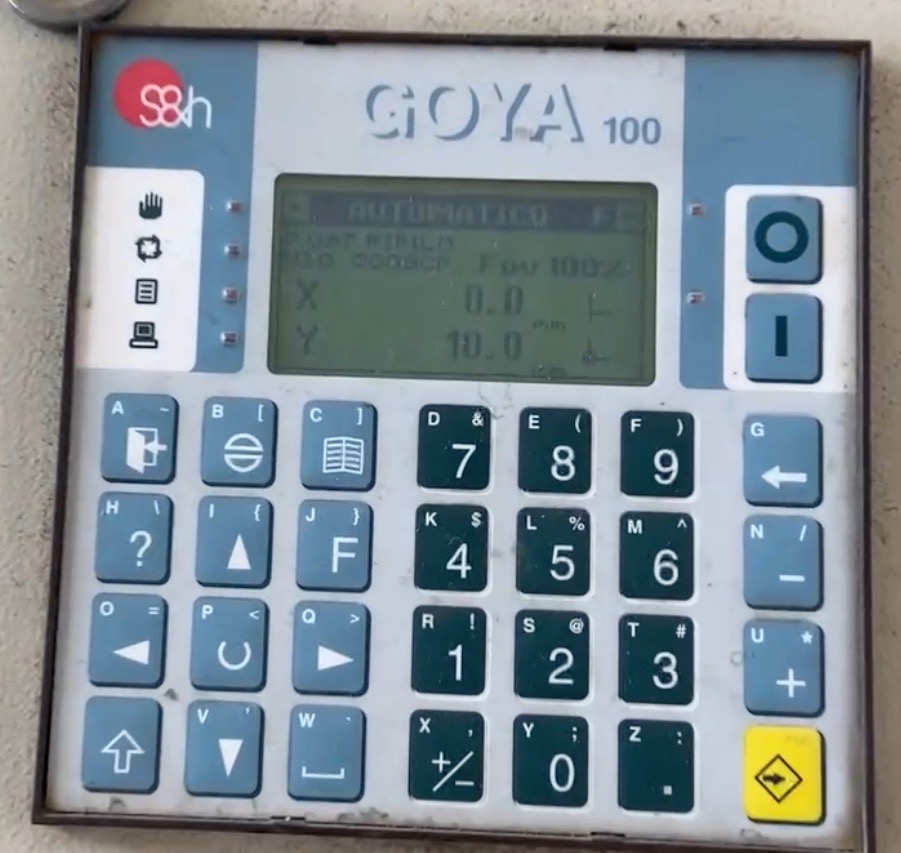 S&h
GOYA 100
AUTOMATICO F
Fov 100%
X 0.0
mm
Y 10.0
A ~
B [
C ]
D & 7
E ( 8
F ) 9
G
H \ ?
I {
J } F
K $ 4
L % 5
M ^ 6
N / -
O =
P <
Q >
R ! 1
S @ 2
T # 3
U * +
V '
W `
X , +/-
Y ; 0
Z : .